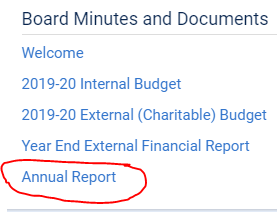 Board Minutes and Documents
Welcome
2019-20 Internal Budget
2019-20 External (Charitable) Budget
Year End External Financial Report
Annual Report